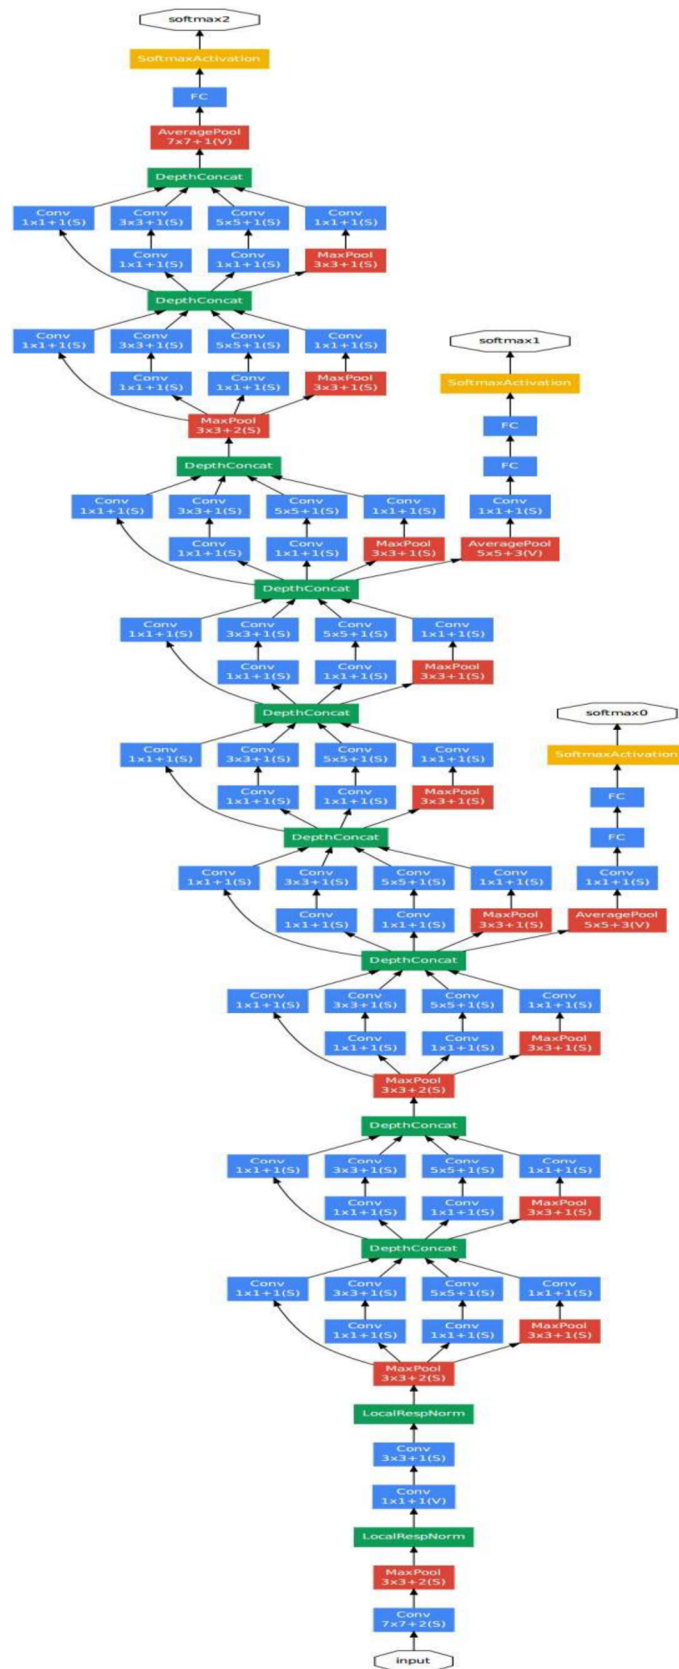 softmax2
SoftmaxActivation
FC
AveragePool
7x7+1(V)
DepthConcat
Conv
1x1+1(S)
Conv
3x3+1(S)
Conv
5x5+1(S)
Conv
1x1+1(S)
Conv
1x1+1(S)
Conv
1x1+1(S)
MaxPool
3x3+1(S)
DepthConcat
Conv
1x1+1(S)
Conv
3x3+1(S)
Conv
5x5+1(S)
Conv
1x1+1(S)
softmax1
Conv
1x1+1(S)
Conv
1x1+1(S)
MaxPool
3x3+1(S)
SoftmaxActivation
MaxPool
3x3+2(S)
FC
DepthConcat
FC
Conv
1x1+1(S)
Conv
3x3+1(S)
Conv
5x5+1(S)
Conv
1x1+1(S)
Conv
1x1+1(S)
Conv
1x1+1(S)
Conv
1x1+1(S)
MaxPool
3x3+1(S)
AveragePool
5x5+3(V)
DepthConcat
Conv
1x1+1(S)
Conv
3x3+1(S)
Conv
5x5+1(S)
Conv
1x1+1(S)
Conv
1x1+1(S)
Conv
1x1+1(S)
MaxPool
3x3+1(S)
DepthConcat
softmax0
Conv
1x1+1(S)
Conv
3x3+1(S)
Conv
5x5+1(S)
Conv
1x1+1(S)
SoftmaxActivation
Conv
1x1+1(S)
Conv
1x1+1(S)
MaxPool
3x3+1(S)
FC
DepthConcat
FC
Conv
1x1+1(S)
Conv
3x3+1(S)
Conv
5x5+1(S)
Conv
1x1+1(S)
Conv
1x1+1(S)
Conv
1x1+1(S)
Conv
1x1+1(S)
MaxPool
3x3+1(S)
AveragePool
5x5+3(V)
DepthConcat
Conv
1x1+1(S)
Conv
3x3+1(S)
Conv
5x5+1(S)
Conv
1x1+1(S)
Conv
1x1+1(S)
Conv
1x1+1(S)
MaxPool
3x3+1(S)
MaxPool
3x3+2(S)
DepthConcat
Conv
1x1+1(S)
Conv
3x3+1(S)
Conv
5x5+1(S)
Conv
1x1+1(S)
Conv
1x1+1(S)
Conv
1x1+1(S)
MaxPool
3x3+1(S)
DepthConcat
Conv
1x1+1(S)
Conv
3x3+1(S)
Conv
5x5+1(S)
Conv
1x1+1(S)
Conv
1x1+1(S)
Conv
1x1+1(S)
MaxPool
3x3+1(S)
MaxPool
3x3+2(S)
LocalRespNorm
Conv
3x3+1(S)
Conv
1x1+1(V)
LocalRespNorm
MaxPool
3x3+2(S)
Conv
7x7+2(S)
input